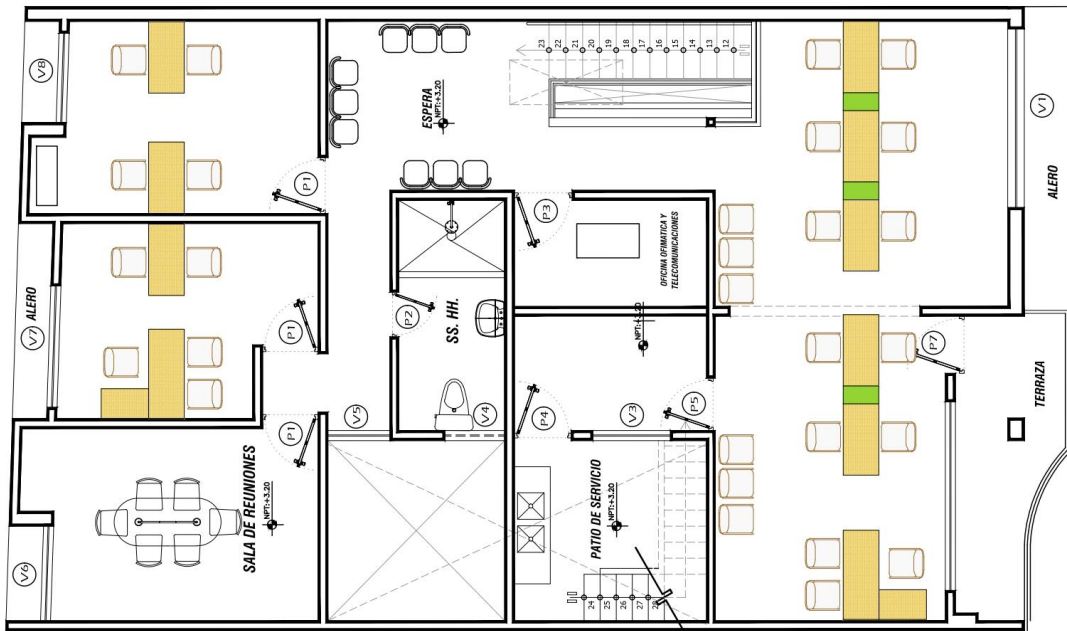 V8
V7
V6
ALERO
P1
P1
P1
SALA DE REUNIONES
NPT:+3.20
ESPERA
NPT:+3.20
P2
SS. HH.
V5
V4
23
22
21
20
19
18
17
16
15
14
13
12
P3
OFICINA OFIMATICA Y
TELECOMUNICACIONES
NPT:+3.20
P4
V3
P5
PATIO DE SERVICIO
NPT:+3.20
24
25
26
27
28
P7
V1
ALERO
TERRAZA